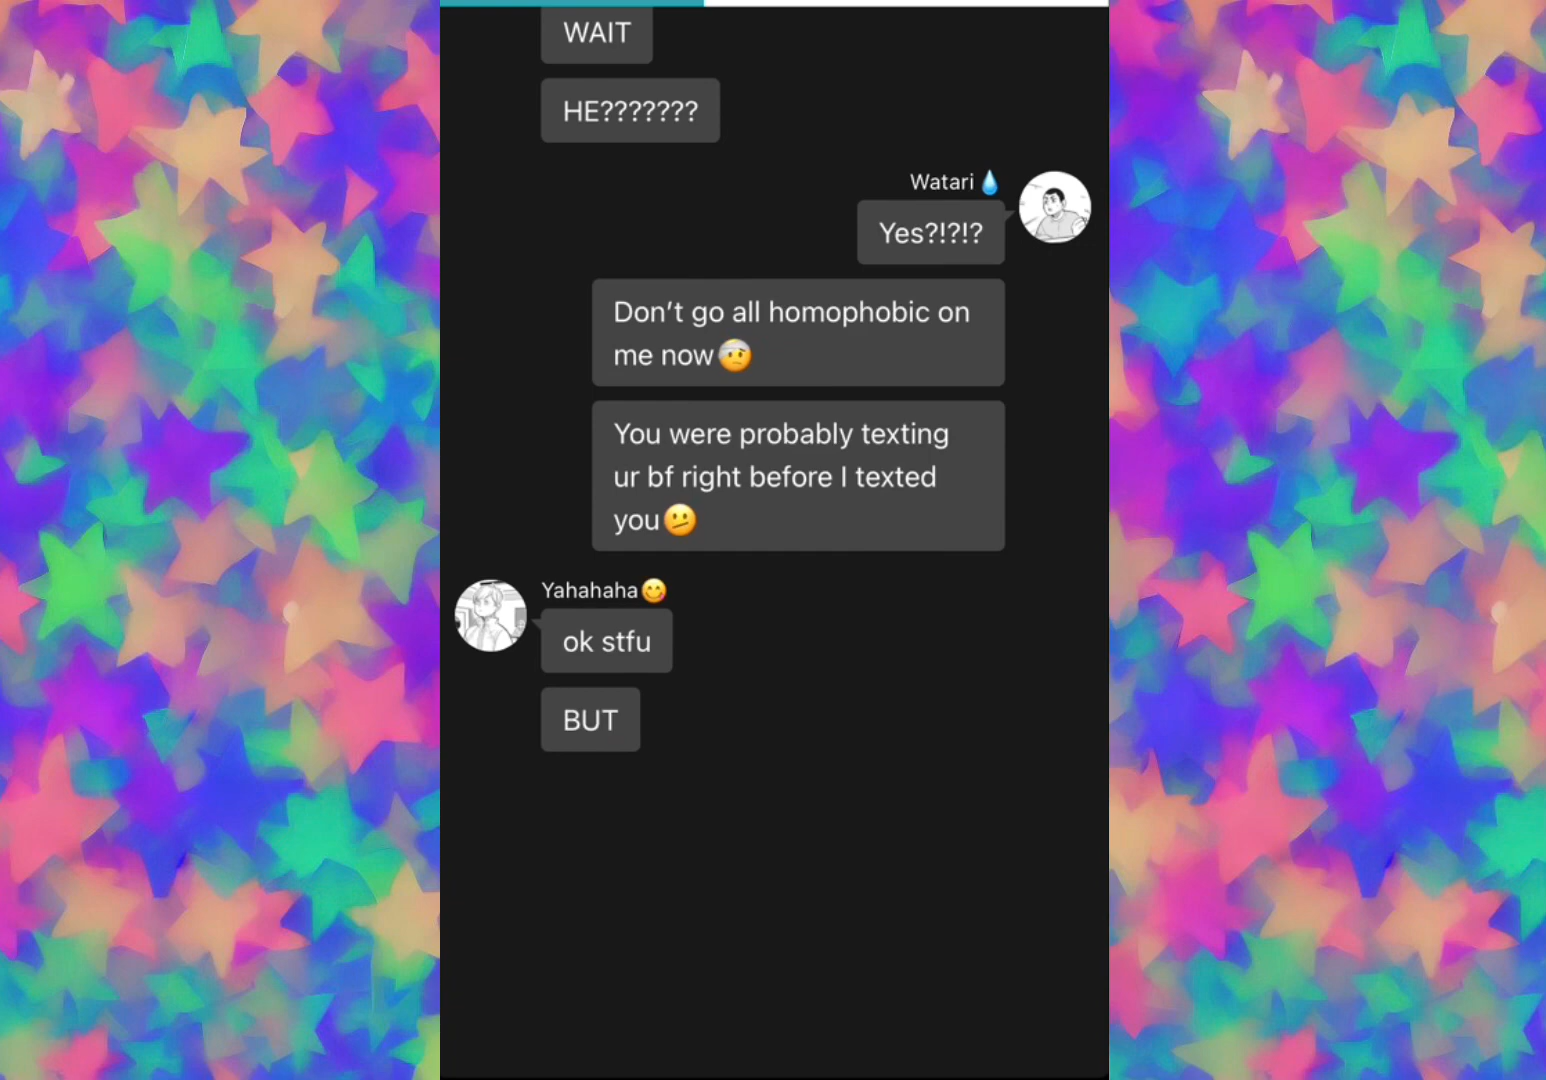 WAIT
HE???????
Watari💧
Yes?!?!?
Don’t go all homophobic on
me now🤕
You were probably texting
ur bf right before I texted
you🫤
Yahahaha😋
ok stfu
BUT